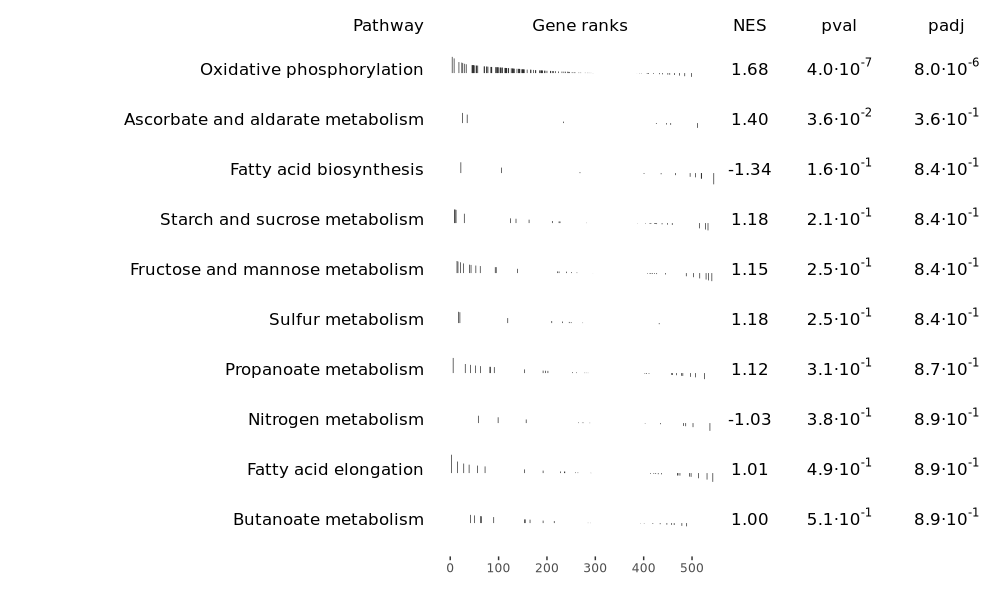 Pathway Gene ranks NES pval padj
Oxidative phosphorylation 1.68 4.0·10⁻⁷ 8.0·10⁻⁶
Ascorbate and aldarate metabolism 1.40 3.6·10⁻² 3.6·10⁻¹
Fatty acid biosynthesis -1.34 1.6·10⁻¹ 8.4·10⁻¹
Starch and sucrose metabolism 1.18 2.1·10⁻¹ 8.4·10⁻¹
Fructose and mannose metabolism 1.15 2.5·10⁻¹ 8.4·10⁻¹
Sulfur metabolism 1.18 2.5·10⁻¹ 8.4·10⁻¹
Propanoate metabolism 1.12 3.1·10⁻¹ 8.7·10⁻¹
Nitrogen metabolism -1.03 3.8·10⁻¹ 8.9·10⁻¹
Fatty acid elongation 1.01 4.9·10⁻¹ 8.9·10⁻¹
Butanoate metabolism 1.00 5.1·10⁻¹ 8.9·10⁻¹
0 100 200 300 400 500